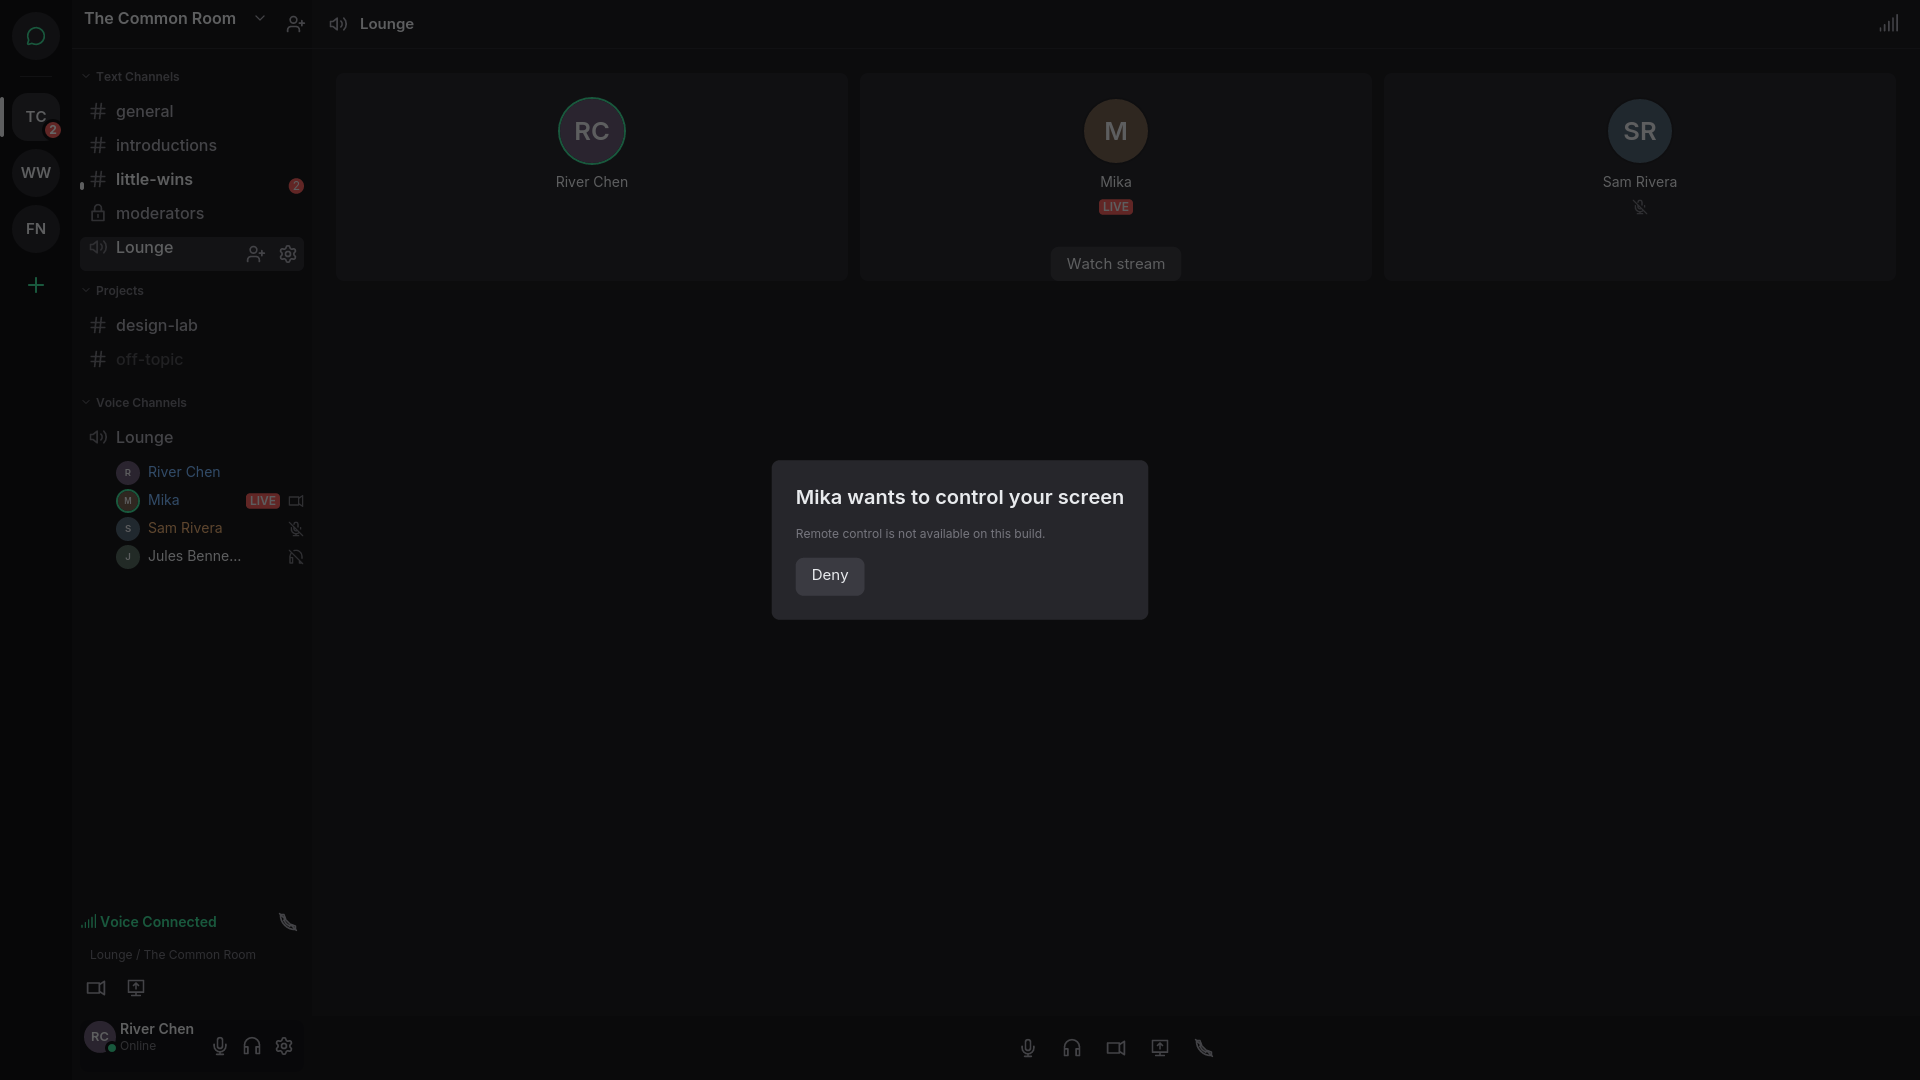 The Common Room
Lounge
TC
2
WW
FN
Text Channels
general
introductions
little-wins
2
moderators
Lounge
Projects
design-lab
off-topic
Voice Channels
Lounge
R
River Chen
M
Mika
LIVE
S
Sam Rivera
J
Jules Benne...
Voice Connected
Lounge / The Common Room
RC
River Chen
Online
RC
River Chen
M
Mika
LIVE
Watch stream
SR
Sam Rivera
Mika wants to control your screen
Remote control is not available on this build.
Deny